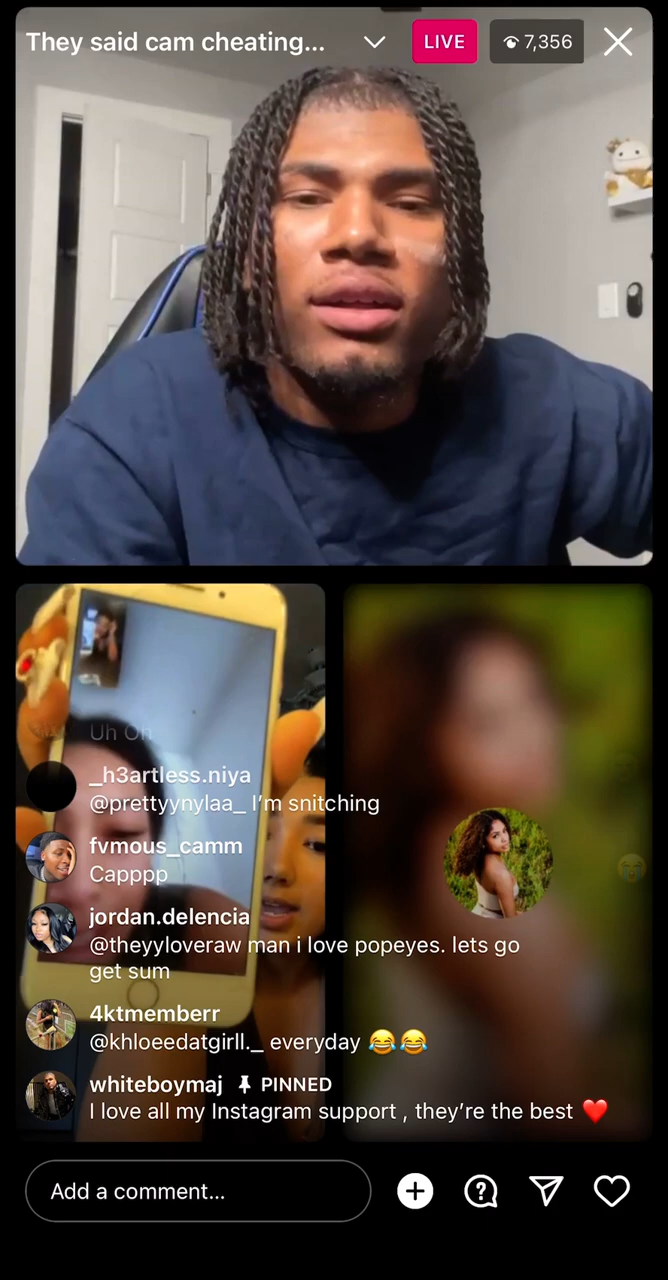 They said cam cheating...
LIVE
7,356
Uh Oh
_h3artless.niya
@prettyynylaa_ I’m snitching
fvmous_camm
Capppp
jordan.delencia
@theyyloveraw man i love popeyes. lets go
get sum
4ktmemberr
@khloeedatgirll._ everyday 😂😂
whiteboymaj PINNED
I love all my Instagram support , they’re the best ❤️
Add a comment...